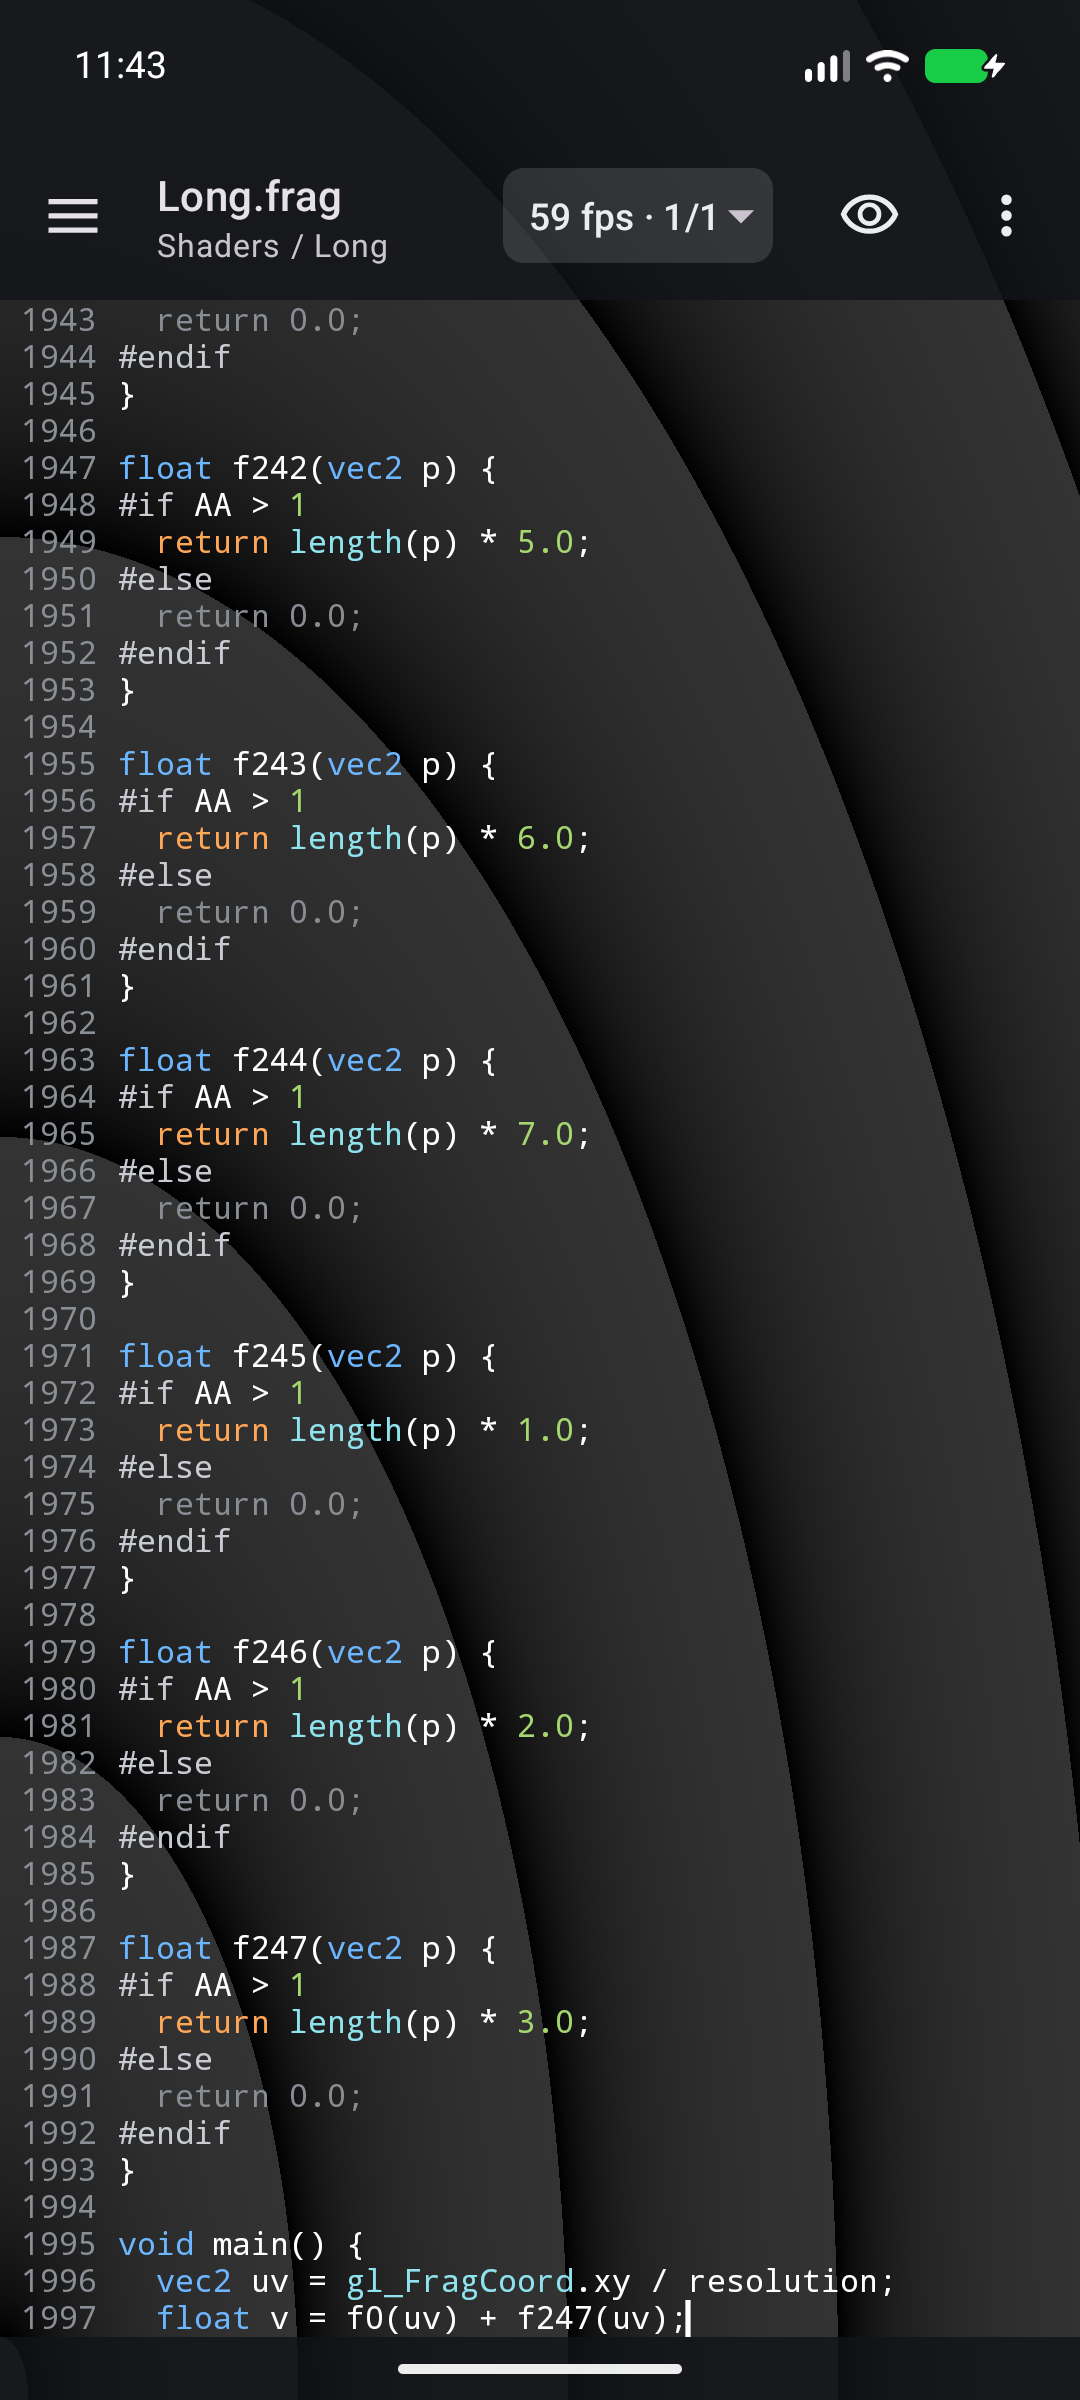 11:43
Long.frag
Shaders / Long
59 fps · 1/1
1943   return 0.0;
1944 #endif
1945 }
1946
1947 float f242(vec2 p) {
1948 #if AA > 1
1949   return length(p) * 5.0;
1950 #else
1951   return 0.0;
1952 #endif
1953 }
1954
1955 float f243(vec2 p) {
1956 #if AA > 1
1957   return length(p) * 6.0;
1958 #else
1959   return 0.0;
1960 #endif
1961 }
1962
1963 float f244(vec2 p) {
1964 #if AA > 1
1965   return length(p) * 7.0;
1966 #else
1967   return 0.0;
1968 #endif
1969 }
1970
1971 float f245(vec2 p) {
1972 #if AA > 1
1973   return length(p) * 1.0;
1974 #else
1975   return 0.0;
1976 #endif
1977 }
1978
1979 float f246(vec2 p) {
1980 #if AA > 1
1981   return length(p) * 2.0;
1982 #else
1983   return 0.0;
1984 #endif
1985 }
1986
1987 float f247(vec2 p) {
1988 #if AA > 1
1989   return length(p) * 3.0;
1990 #else
1991   return 0.0;
1992 #endif
1993 }
1994
1995 void main() {
1996   vec2 uv = gl_FragCoord.xy / resolution;
1997   float v = f0(uv) + f247(uv);